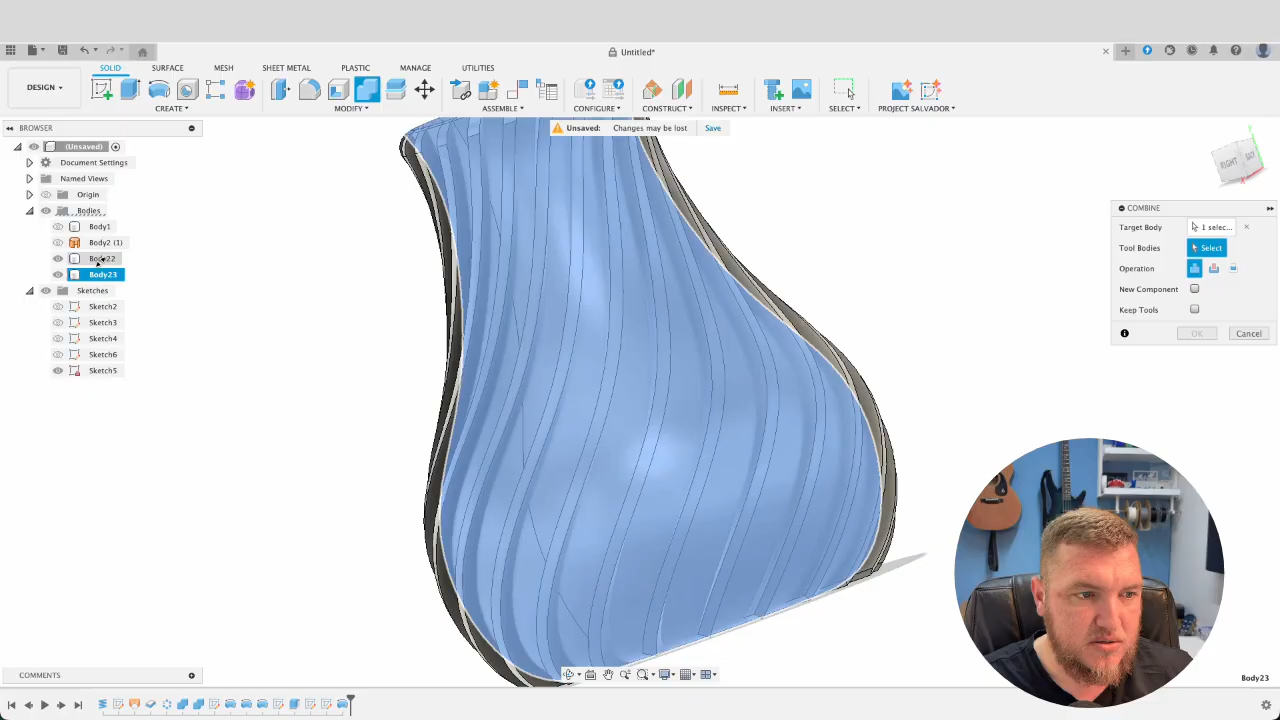 Untitled*
DESIGN
SOLID SURFACE MESH SHEET METAL PLASTIC MANAGE UTILITIES
CREATE MODIFY ASSEMBLE CONFIGURE CONSTRUCT INSPECT INSERT SELECT PROJECT SALVADOR
BROWSER
Unsaved: Changes may be lost Save
(Unsaved)
Document Settings
Named Views
Origin
Bodies
Body1
Body2 (1)
Body22
Body23
Sketches
Sketch2
Sketch3
Sketch4
Sketch6
Sketch5
RIGHT
COMBINE
Target Body 1 selec...
Tool Bodies Select
Operation
New Component
Keep Tools
OK Cancel
COMMENTS
Body23